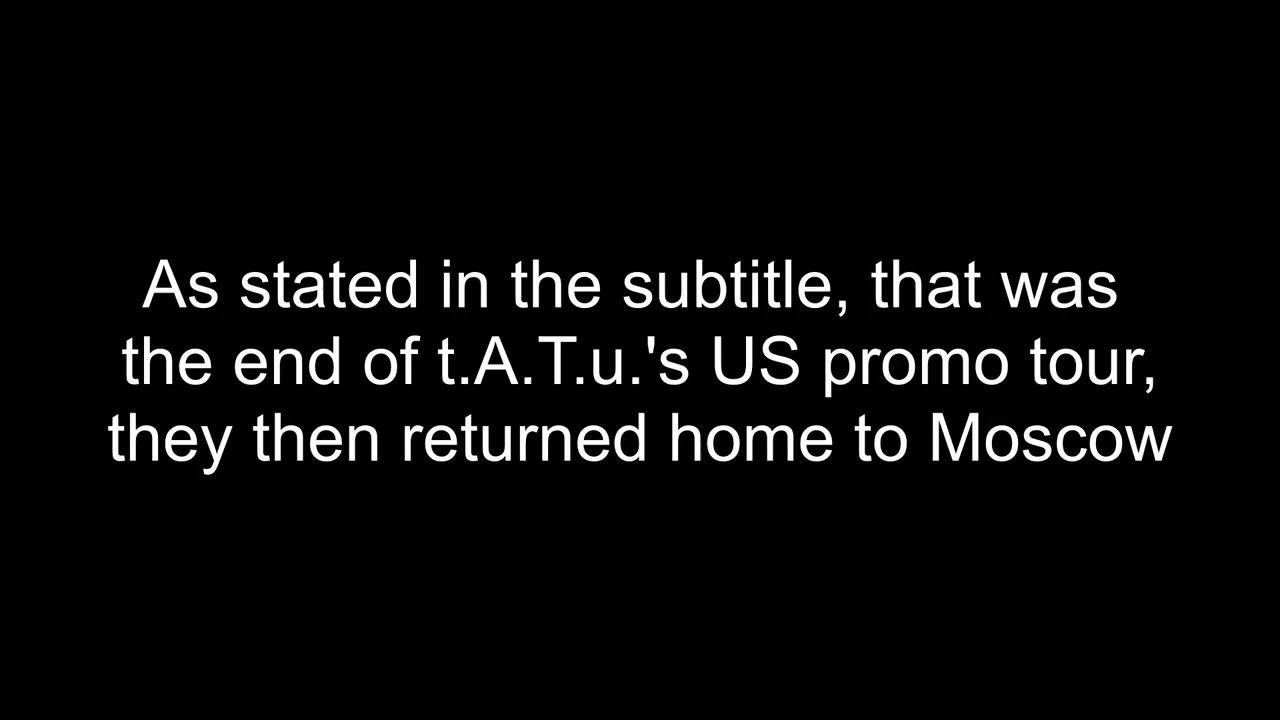 As stated in the subtitle, that was
the end of t.A.T.u.'s US promo tour,
they then returned home to Moscow